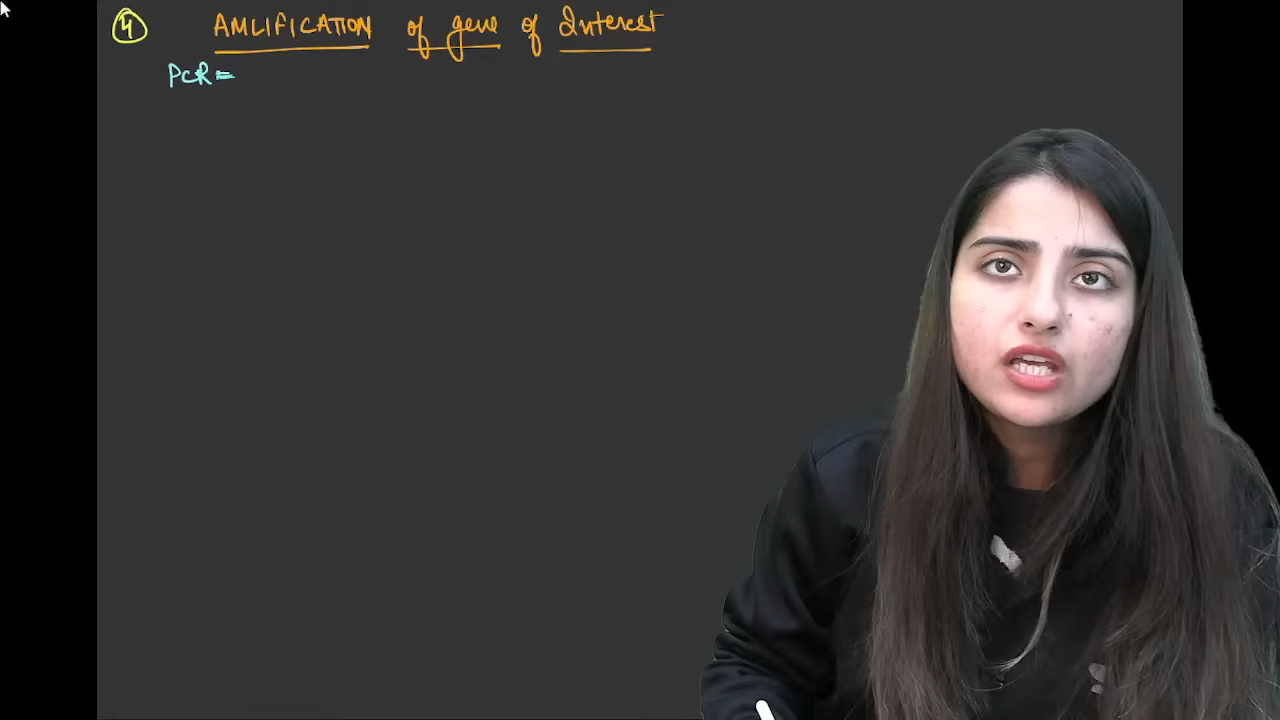 4 AMLIFICATION of gene of Interest
PCR=